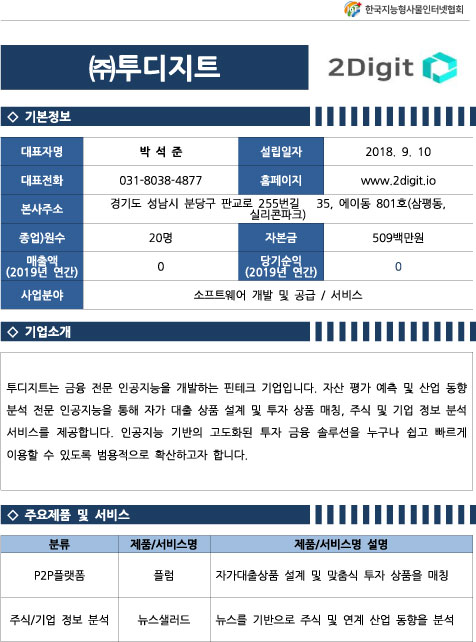 한국지능형사물인터넷협회
㈜투디지트
2Digit
◇ 기본정보
대표자명 박 석 준 설립일자 2018. 9. 10
대표전화 031-8038-4877 홈페이지 www.2digit.io
본사주소 경기도 성남시 분당구 판교로 255번길 35, 에이동 801호(삼평동,
실리콘파크)
종업)원수 20명 자본금 509백만원
매출액 0 당기순익 0
(2019년 연간) (2019년 연간)
사업분야 소프트웨어 개발 및 공급 / 서비스
◇ 기업소개
투디지트는 금융 전문 인공지능을 개발하는 핀테크 기업입니다. 자산 평가 예측 및 산업 동향
분석 전문 인공지능을 통해 자가 대출 상품 설계 및 투자 상품 매칭, 주식 및 기업 정보 분석
서비스를 제공합니다. 인공지능 기반의 고도화된 투자 금융 솔루션을 누구나 쉽고 빠르게
이용할 수 있도록 범용적으로 확산하고자 합니다.
◇ 주요제품 및 서비스
분류 제품/서비스명 제품/서비스명 설명
P2P플랫폼 플럼 자가대출상품 설계 및 맞춤식 투자 상품을 매칭
주식/기업 정보 분석 뉴스샐러드 뉴스를 기반으로 주식 및 연계 산업 동향을 분석